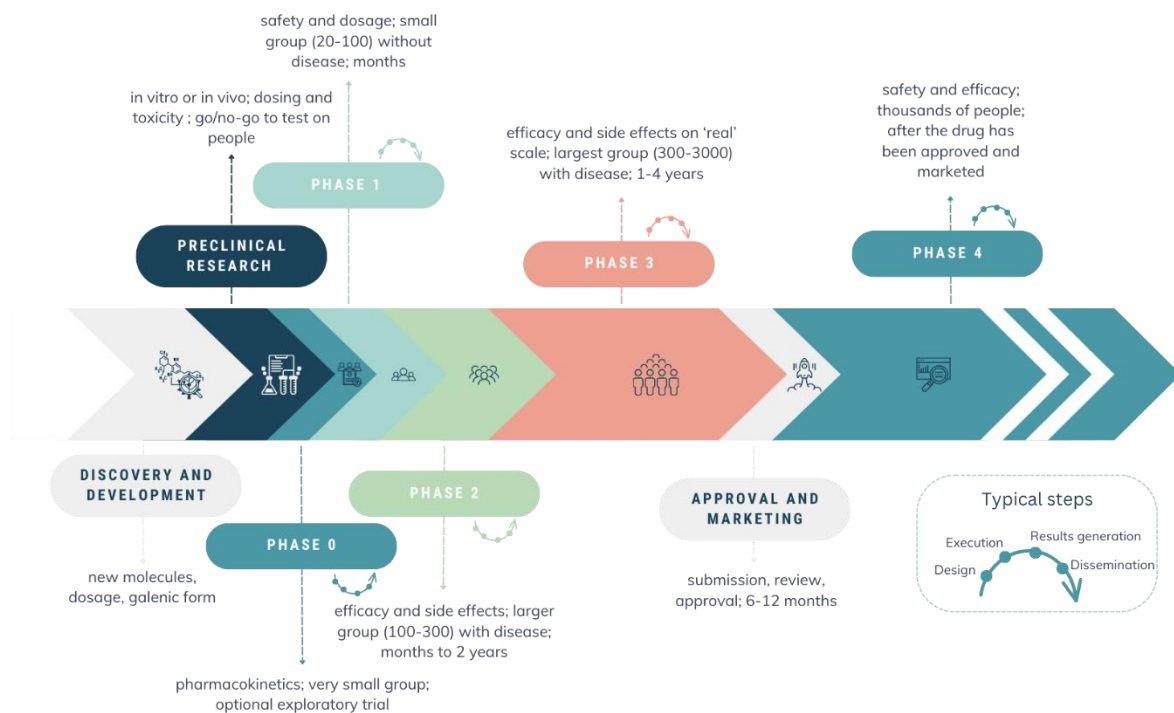 safety and dosage; small
group (20-100) without
disease; months
in vitro or in vivo; dosing and
toxicity ; go/no-go to test on
people
efficacy and side effects on ‘real’
scale; largest group (300-3000)
with disease; 1-4 years
safety and efficacy;
thousands of people;
after the drug has
been approved and
marketed
PHASE 1
PRECLINICAL
RESEARCH
PHASE 3
PHASE 4
DISCOVERY AND
DEVELOPMENT
PHASE 2
APPROVAL AND
MARKETING
PHASE 0
new molecules,
dosage, galenic form
efficacy and side effects; larger
group (100-300) with disease;
months to 2 years
submission, review,
approval; 6-12 months
pharmacokinetics; very small group;
optional exploratory trial
Typical steps
Design
Execution
Results generation
Dissemination